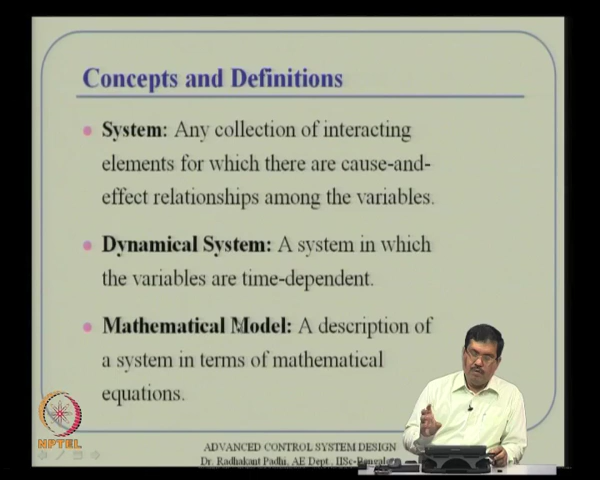 Concepts and Definitions
System: Any collection of interacting
elements for which there are cause-and-
effect relationships among the variables.
Dynamical System: A system in which
the variables are time-dependent.
Mathematical Model: A description of
a system in terms of mathematical
equations.
NPTEL
ADVANCED CONTROL SYSTEM DESIGN
Dr. Radhakant Padhi, AE Dept., IISc-Bangalore